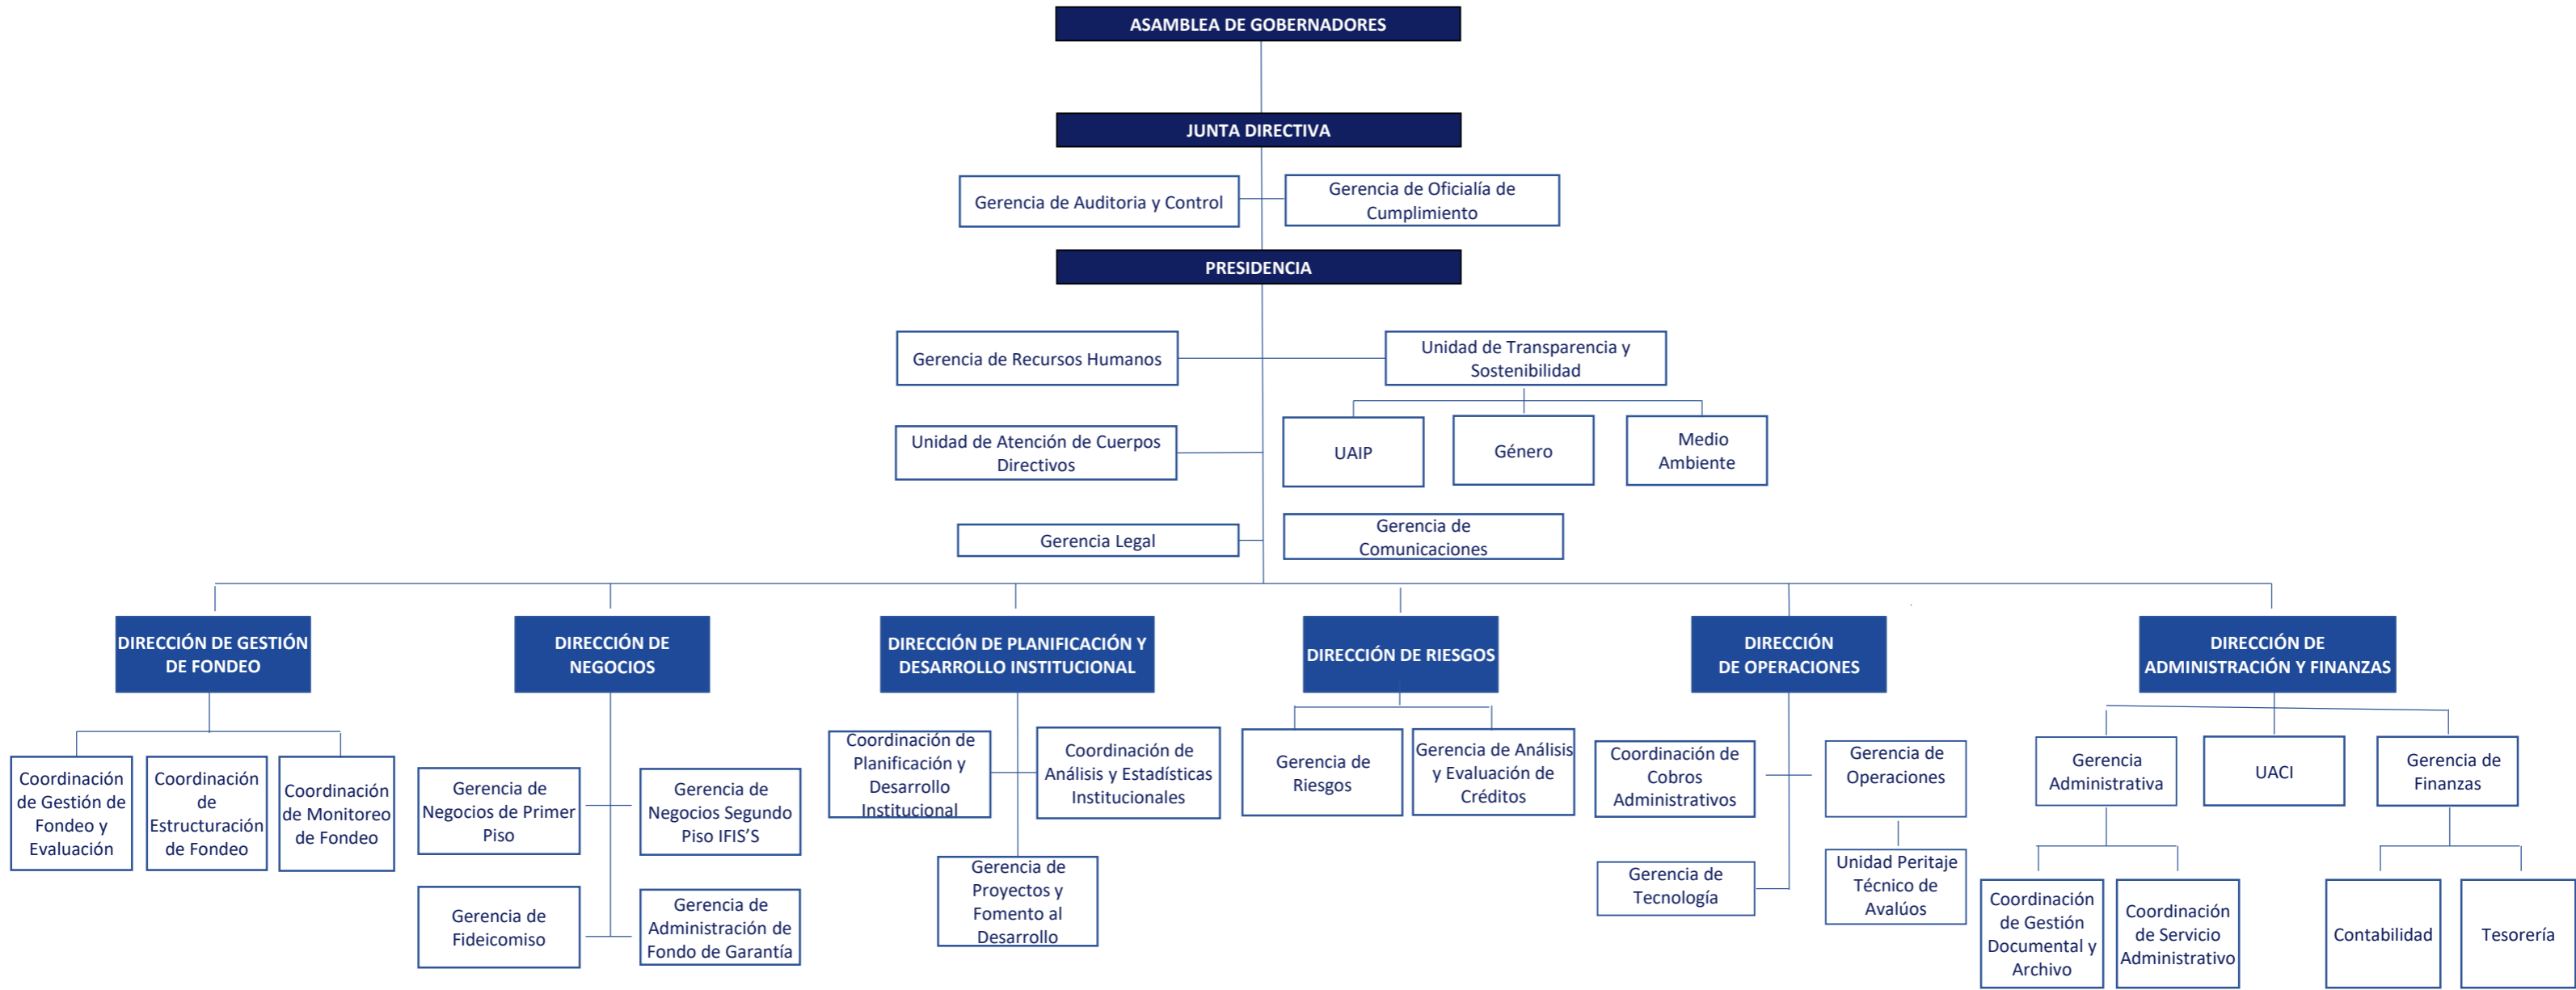 ASAMBLEA DE GOBERNADORES
JUNTA DIRECTIVA
Gerencia de Auditoria y Control
Gerencia de Oficialía de
Cumplimiento
PRESIDENCIA
Gerencia de Recursos Humanos
Unidad de Transparencia y
Sostenibilidad
Unidad de Atención de Cuerpos
Directivos
UAIP
Género
Medio
Ambiente
Gerencia Legal
Gerencia de
Comunicaciones
DIRECCIÓN DE GESTIÓN
DE FONDEO
DIRECCIÓN DE
NEGOCIOS
DIRECCIÓN DE PLANIFICACIÓN Y
DESARROLLO INSTITUCIONAL
DIRECCIÓN DE RIESGOS
DIRECCIÓN
DE OPERACIONES
DIRECCIÓN DE
ADMINISTRACIÓN Y FINANZAS
Coordinación
de Gestión de
Fondeo y
Evaluación
Coordinación
de
Estructuración
de Fondeo
Coordinación
de Monitoreo
de Fondeo
Gerencia de
Negocios de Primer
Piso
Gerencia de
Negocios Segundo
Piso IFIS’S
Gerencia de
Fideicomiso
Gerencia de
Administración de
Fondo de Garantía
Coordinación de
Planificación y
Desarrollo
Institucional
Coordinación de
Análisis y Estadísticas
Institucionales
Gerencia de
Proyectos y
Fomento al
Desarrollo
Gerencia de
Riesgos
Gerencia de Análisis
y Evaluación de
Créditos
Coordinación de
Cobros
Administrativos
Gerencia de
Operaciones
Gerencia de
Tecnología
Unidad Peritaje
Técnico de
Avalúos
Gerencia
Administrativa
UACI
Gerencia de
Finanzas
Coordinación
de Gestión
Documental y
Archivo
Coordinación
de Servicio
Administrativo
Contabilidad
Tesorería